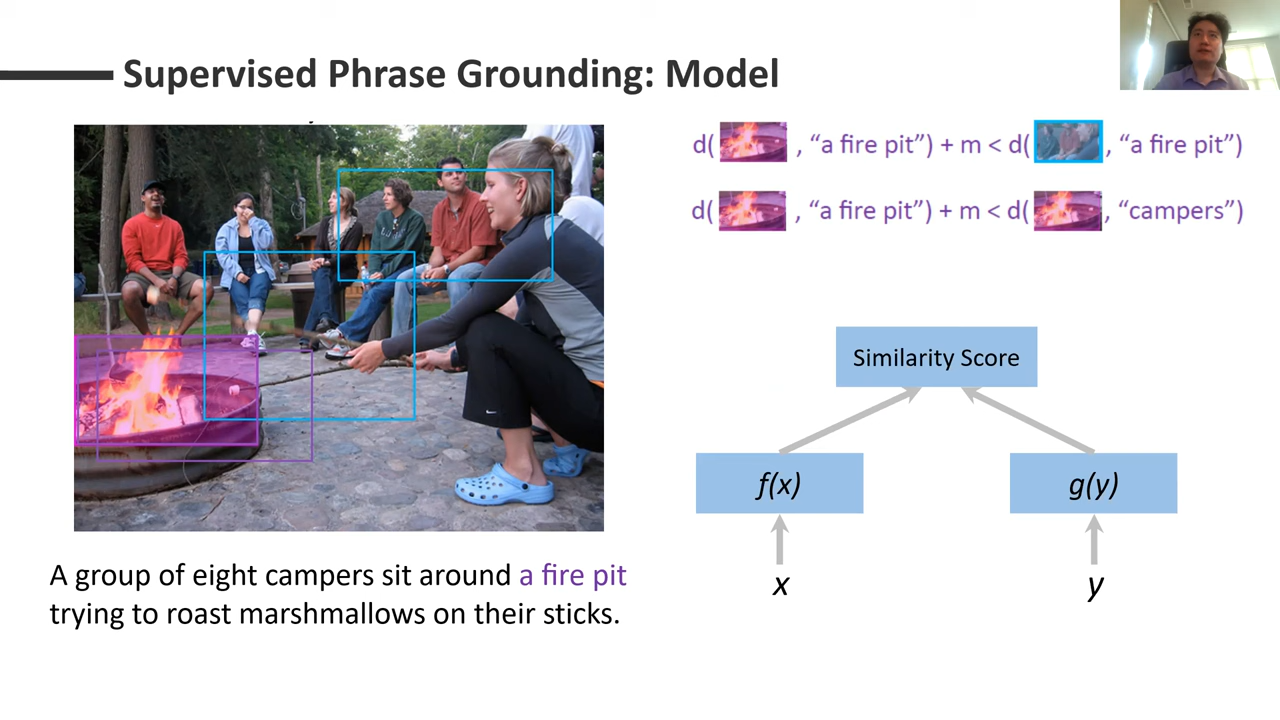 Supervised Phrase Grounding: Model
d( , “a fire pit”) + m < d( , “a fire pit”)
d( , “a fire pit”) + m < d( , “campers”)
Similarity Score
f(x) g(y)
x y
A group of eight campers sit around a fire pit
trying to roast marshmallows on their sticks.